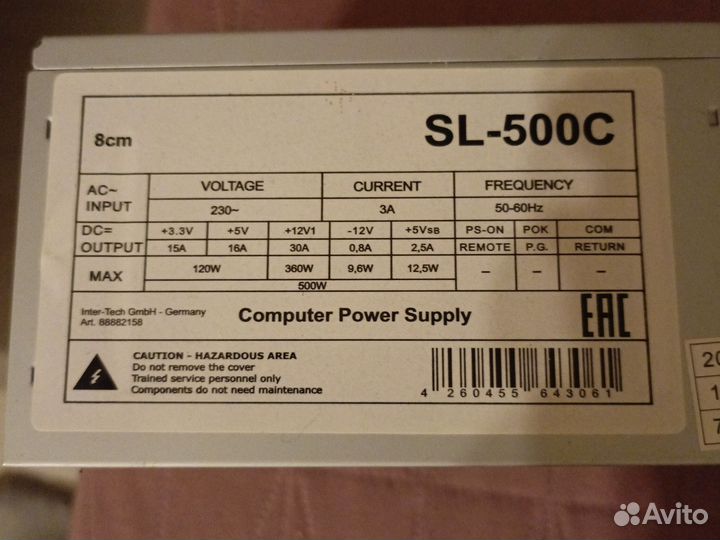 8cm
SL-500C
AC~ INPUT
VOLTAGE CURRENT FREQUENCY
230~ 3A 50-60Hz
DC= OUTPUT
+3.3V +5V +12V1 -12V +5VSB PS-ON POK COM
15A 16A 30A 0,8A 2,5A REMOTE P.G. RETURN
MAX 120W 360W 9,6W 12,5W – – –
500W
Inter-Tech GmbH - Germany
Art. 88882158
Computer Power Supply
EAC
CAUTION - HAZARDOUS AREA
Do not remove the cover
Trained service personnel only
Components do not need maintenance
4 260455 643061
20
1
7
Avito